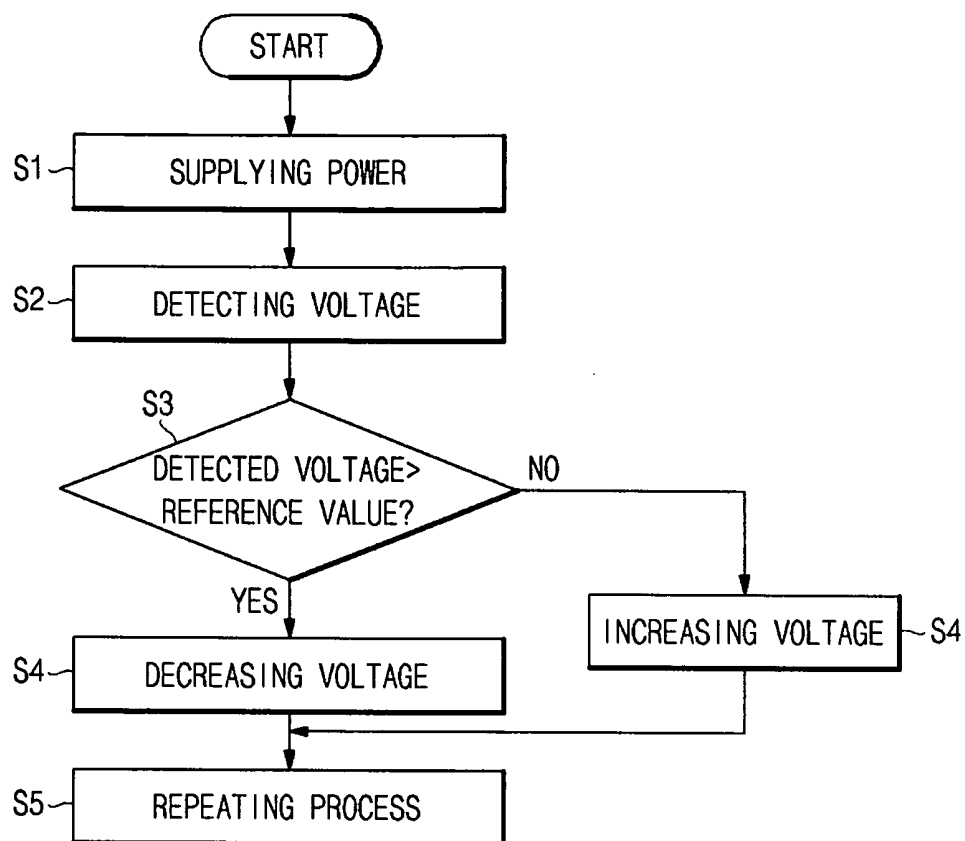 START
S1 SUPPLYING POWER
S2 DETECTING VOLTAGE
S3
DETECTED VOLTAGE>
REFERENCE VALUE?
NO
YES
INCREASING VOLTAGE S4
S4 DECREASING VOLTAGE
S5 REPEATING PROCESS